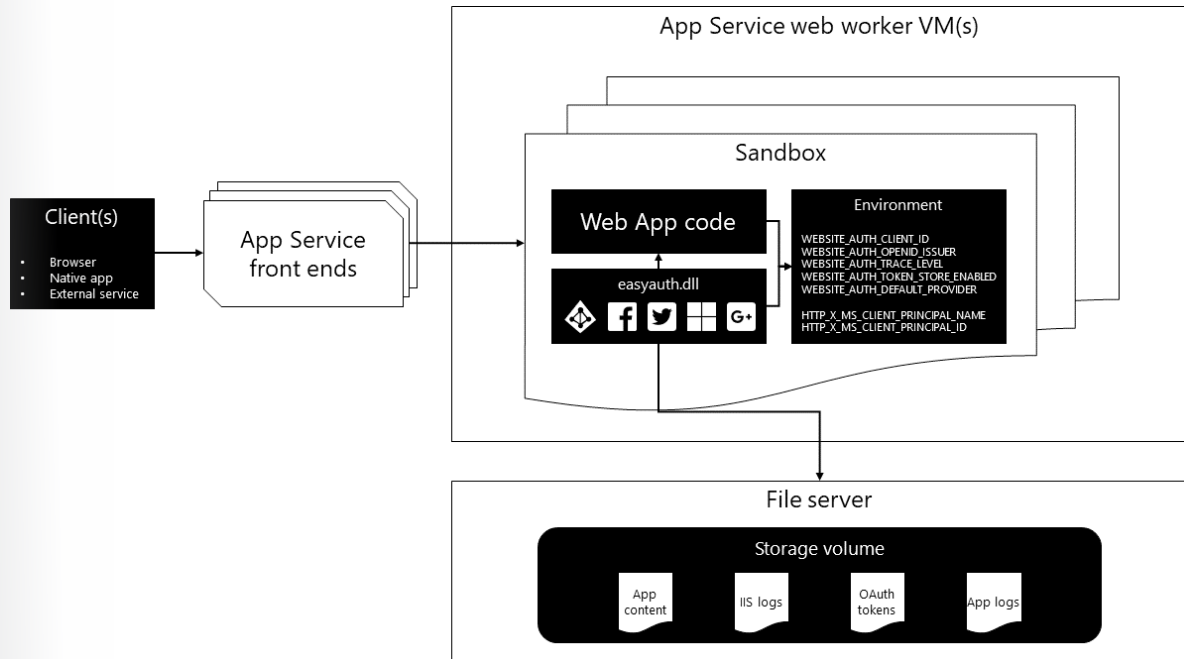 App Service web worker VM(s)
Sandbox
Client(s)
• Browser
• Native app
• External service
App Service
front ends
Web App code
easyauth.dll
G+
Environment
WEBSITE_AUTH_CLIENT_ID
WEBSITE_AUTH_OPENID_ISSUER
WEBSITE_AUTH_TRACE_LEVEL
WEBSITE_AUTH_TOKEN_STORE_ENABLED
WEBSITE_AUTH_DEFAULT_PROVIDER
HTTP_X_MS_CLIENT_PRINCIPAL_NAME
HTTP_X_MS_CLIENT_PRINCIPAL_ID
File server
Storage volume
App
content
IIS logs
OAuth
tokens
App logs